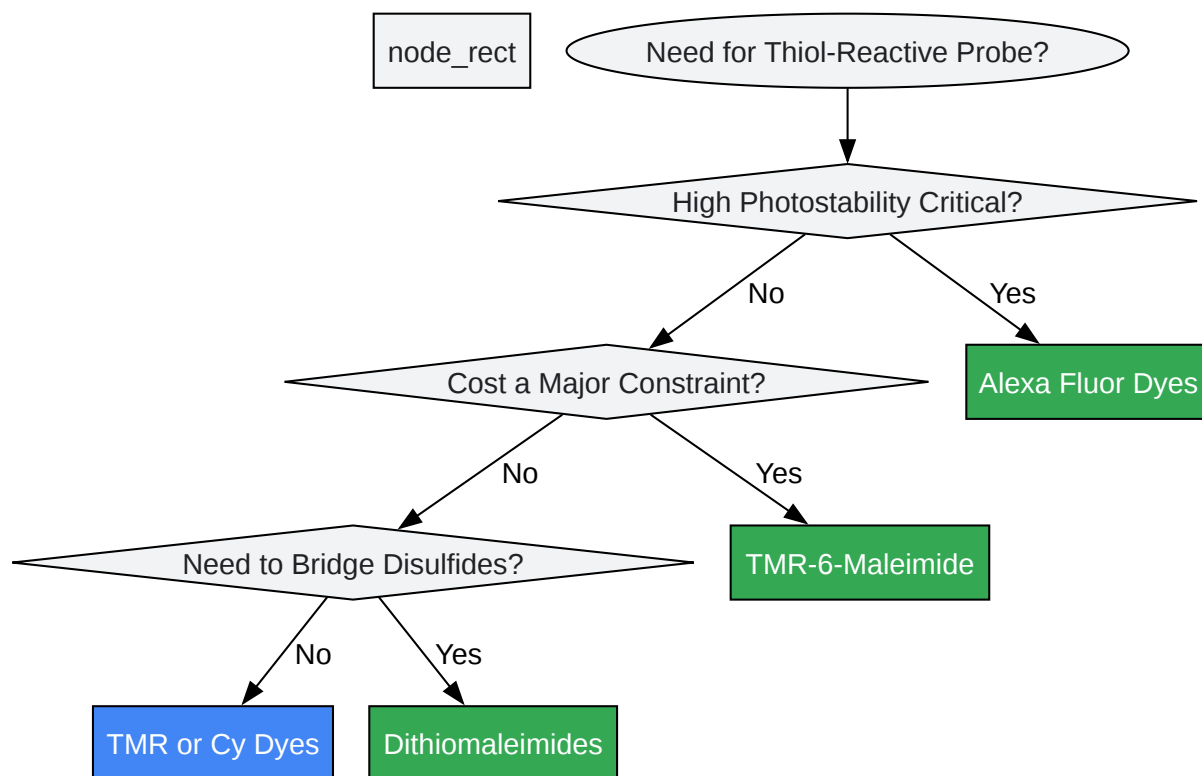 node_rect
Need for Thiol-Reactive Probe?
High Photostability Critical?
No
Yes
Cost a Major Constraint?
Alexa Fluor Dyes
No
Yes
Need to Bridge Disulfides?
TMR-6-Maleimide
No
Yes
TMR or Cy Dyes
Dithiomaleimides